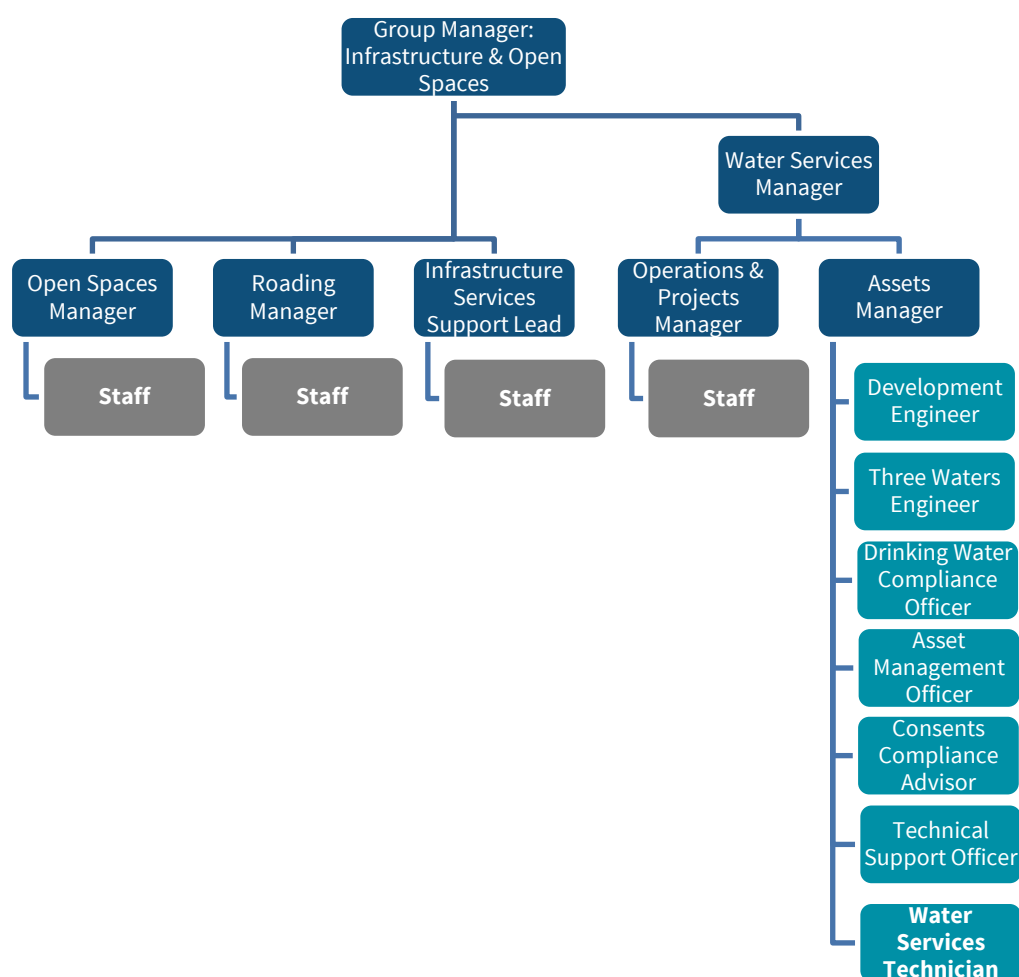 Group Manager:
Infrastructure & Open
Spaces
Water Services
Manager
Open Spaces
Manager
Roading
Manager
Infrastructure
Services
Support Lead
Operations &
Projects
Manager
Assets
Manager
Staff
Staff
Staff
Staff
Development
Engineer
Three Waters
Engineer
Drinking Water
Compliance
Officer
Asset
Management
Officer
Consents
Compliance
Advisor
Technical
Support Officer
Water
Services
Technician